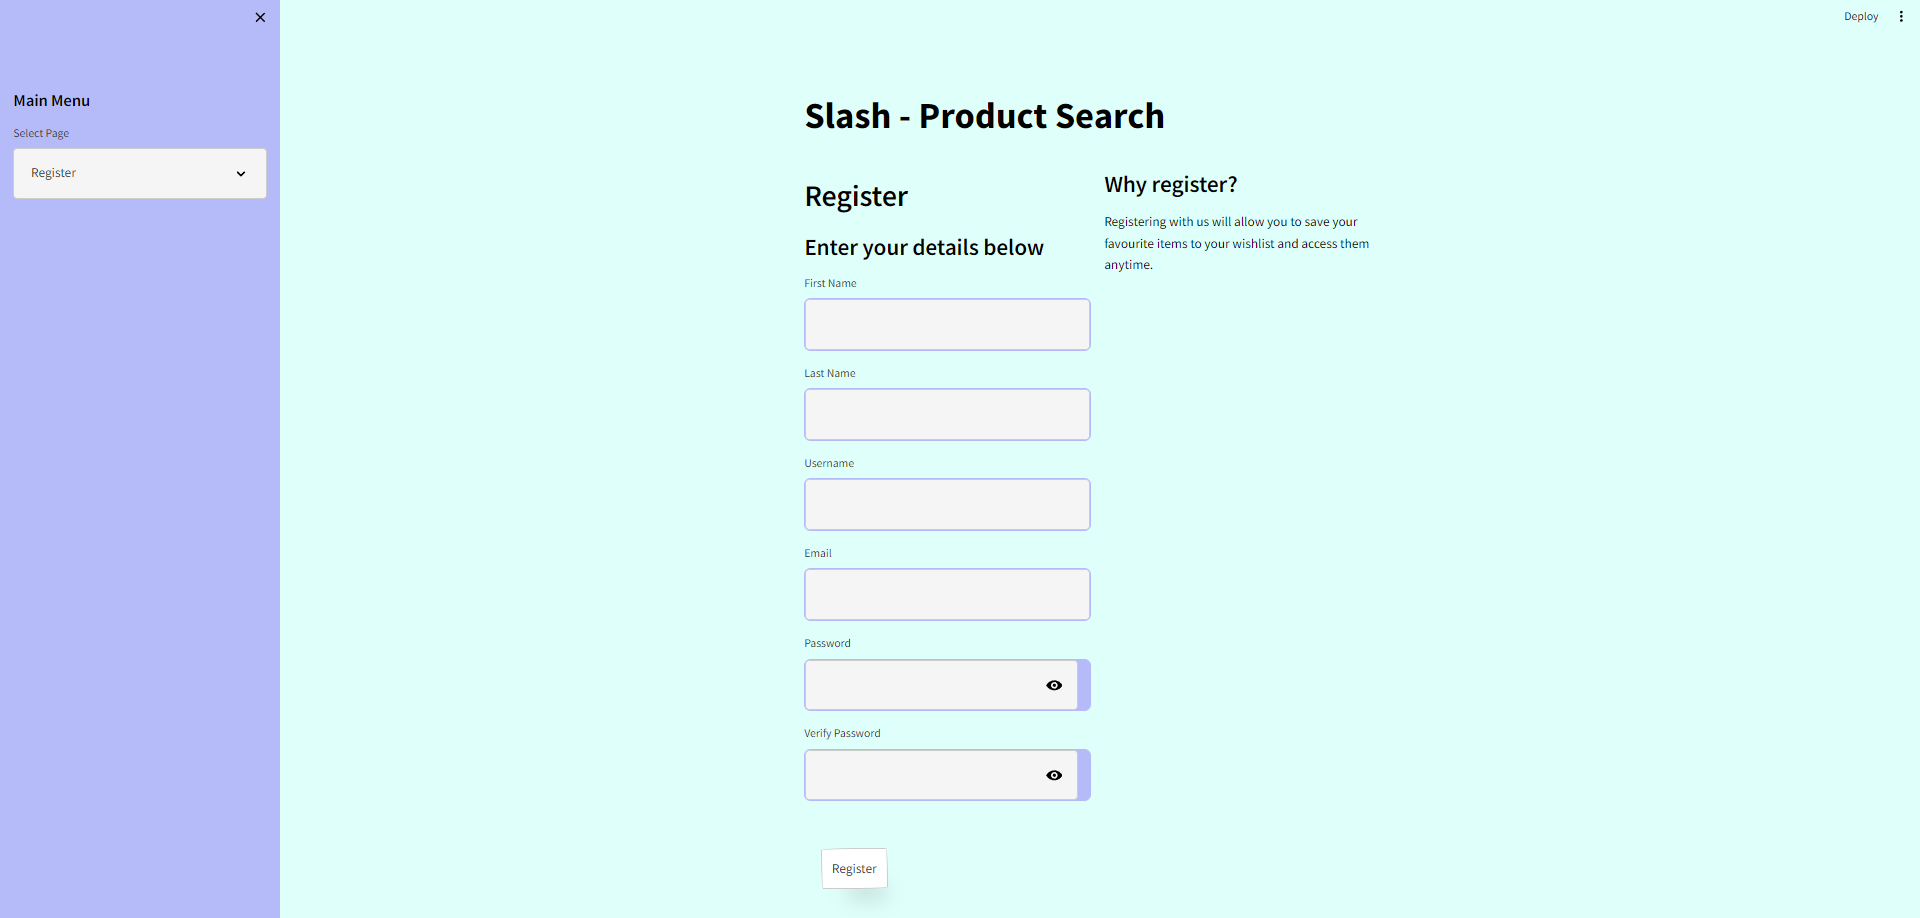 Deploy
Main Menu
Select Page
Register
Slash - Product Search
Register
Enter your details below
First Name
Last Name
Username
Email
Password
Verify Password
Register
Why register?
Registering with us will allow you to save your
favourite items to your wishlist and access them
anytime.